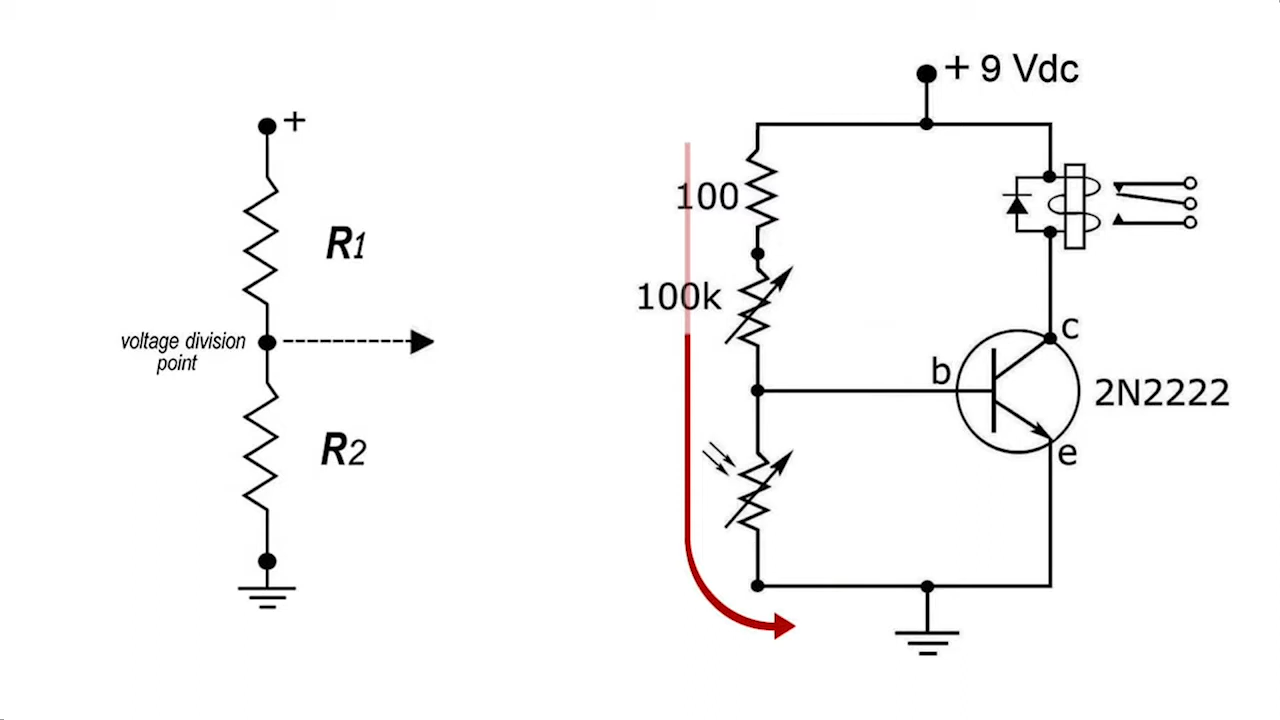 +
R1
voltage division
point
R2
+ 9 Vdc
100
100k
b
c
2N2222
e